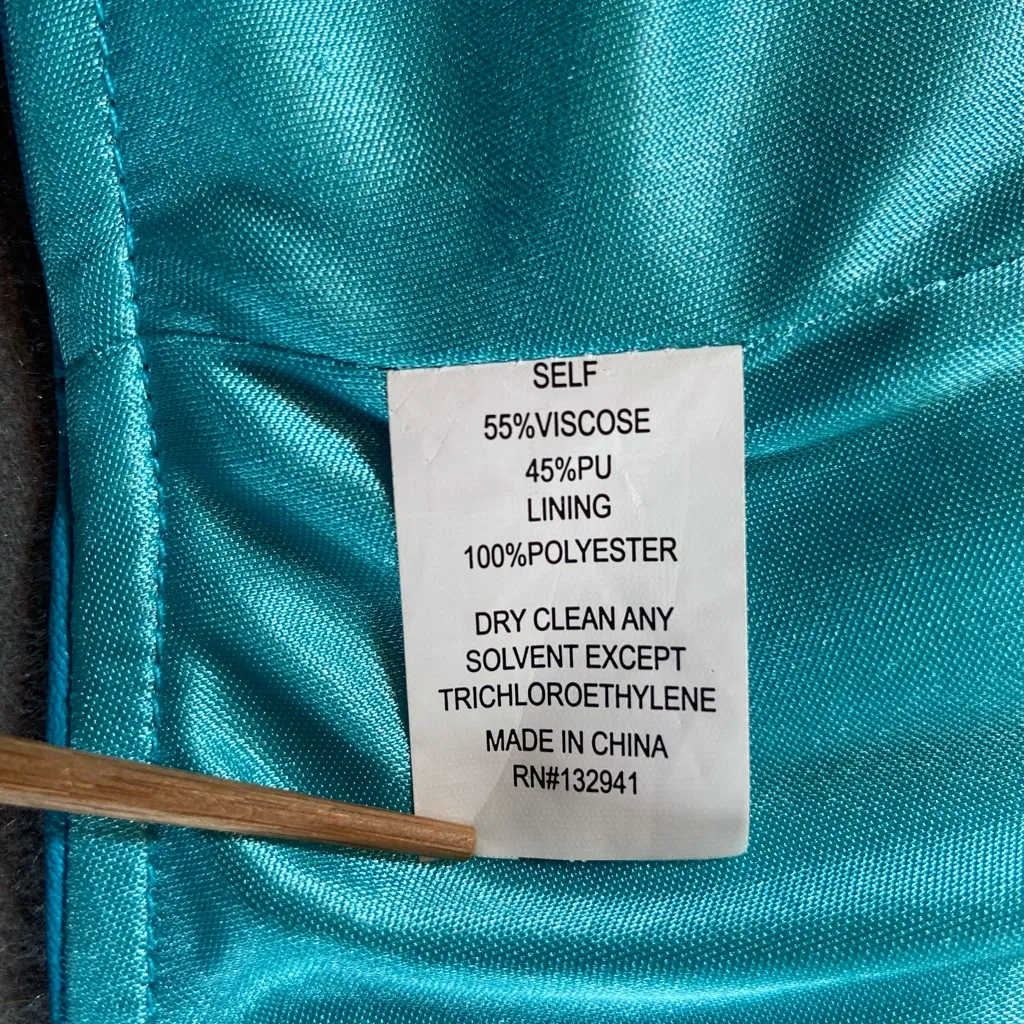 SELF
55%VISCOSE
45%PU
LINING
100%POLYESTER
DRY CLEAN ANY
SOLVENT EXCEPT
TRICHLOROETHYLENE
MADE IN CHINA
RN#132941